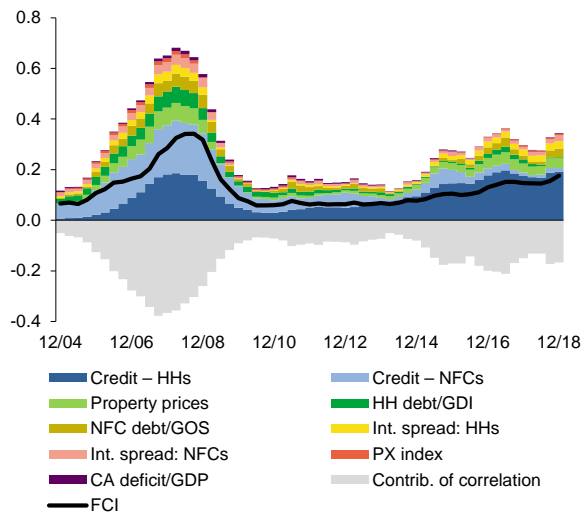 0.8
0.6
0.4
0.2
0.0
-0.2
-0.4
12/04 12/06 12/08 12/10 12/12 12/14 12/16 12/18
Credit – HHs Credit – NFCs
Property prices HH debt/GDI
NFC debt/GOS Int. spread: HHs
Int. spread: NFCs PX index
CA deficit/GDP Contrib. of correlation
FCI